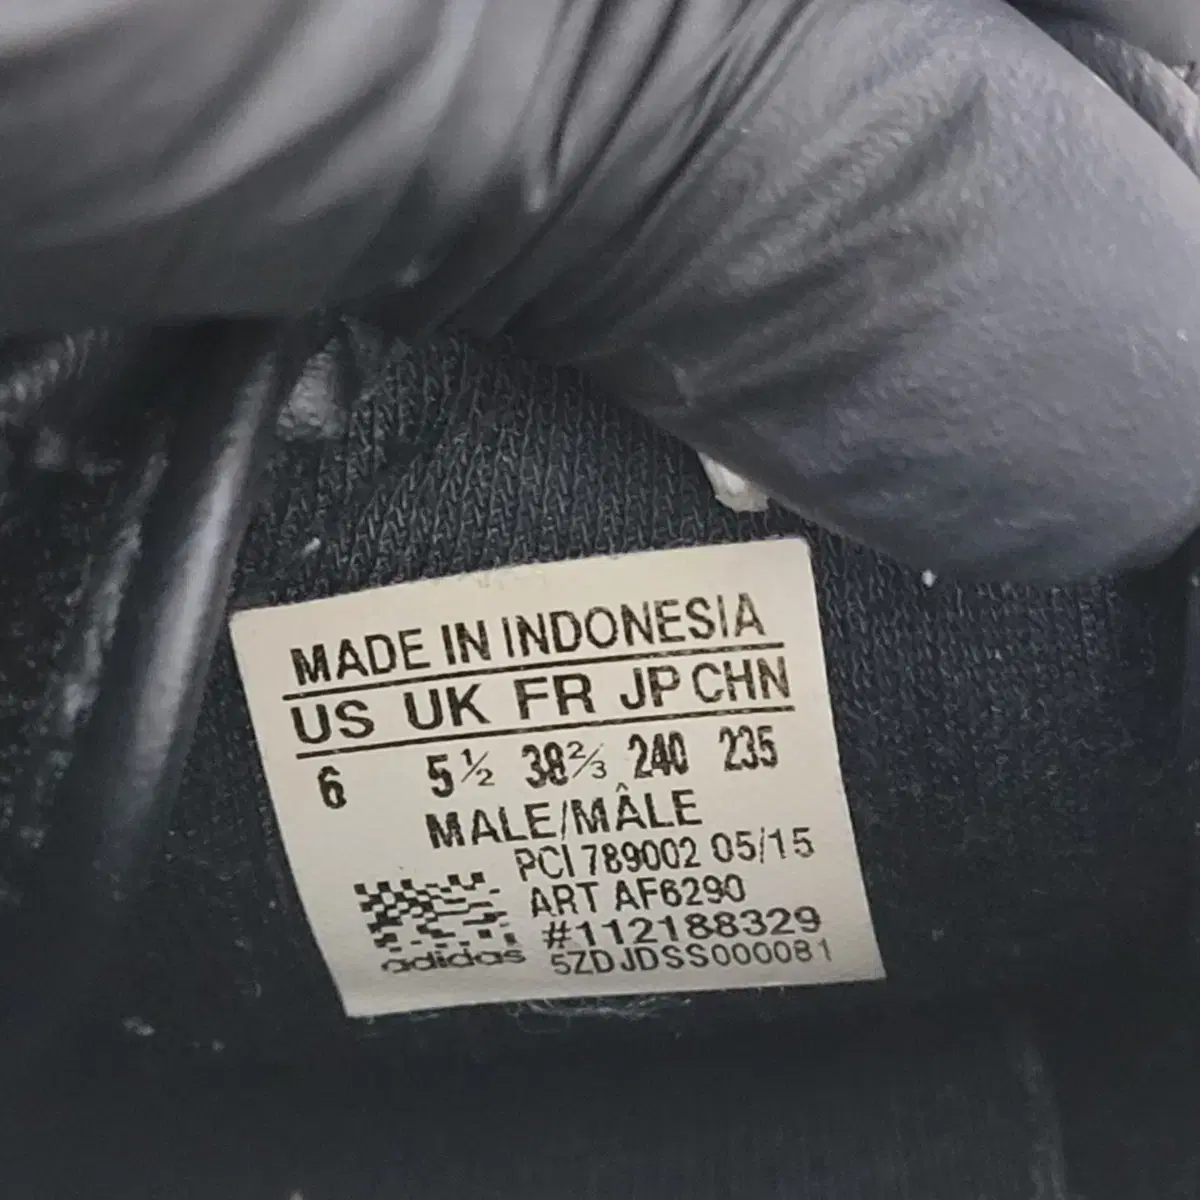 MADE IN INDONESIA
US UK FR JP CHN
6 5½ 38⅔ 240 235
MALE/MÂLE
PCI 789002 05/15
ART AF6290
#112188329
adidas 5ZDJDSS000081